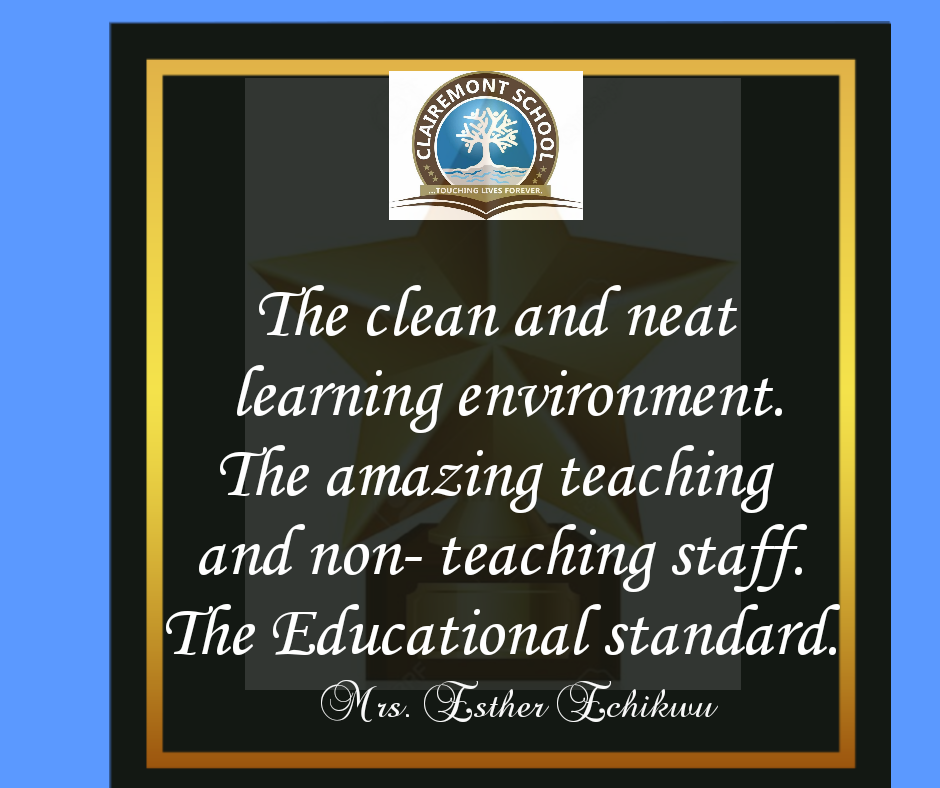 CLAIREMONT SCHOOL
...TOUCHING LIVES FOREVER.
The clean and neat
learning environment.
The amazing teaching
and non- teaching staff.
The Educational standard.
Mrs. Esther Echikwu